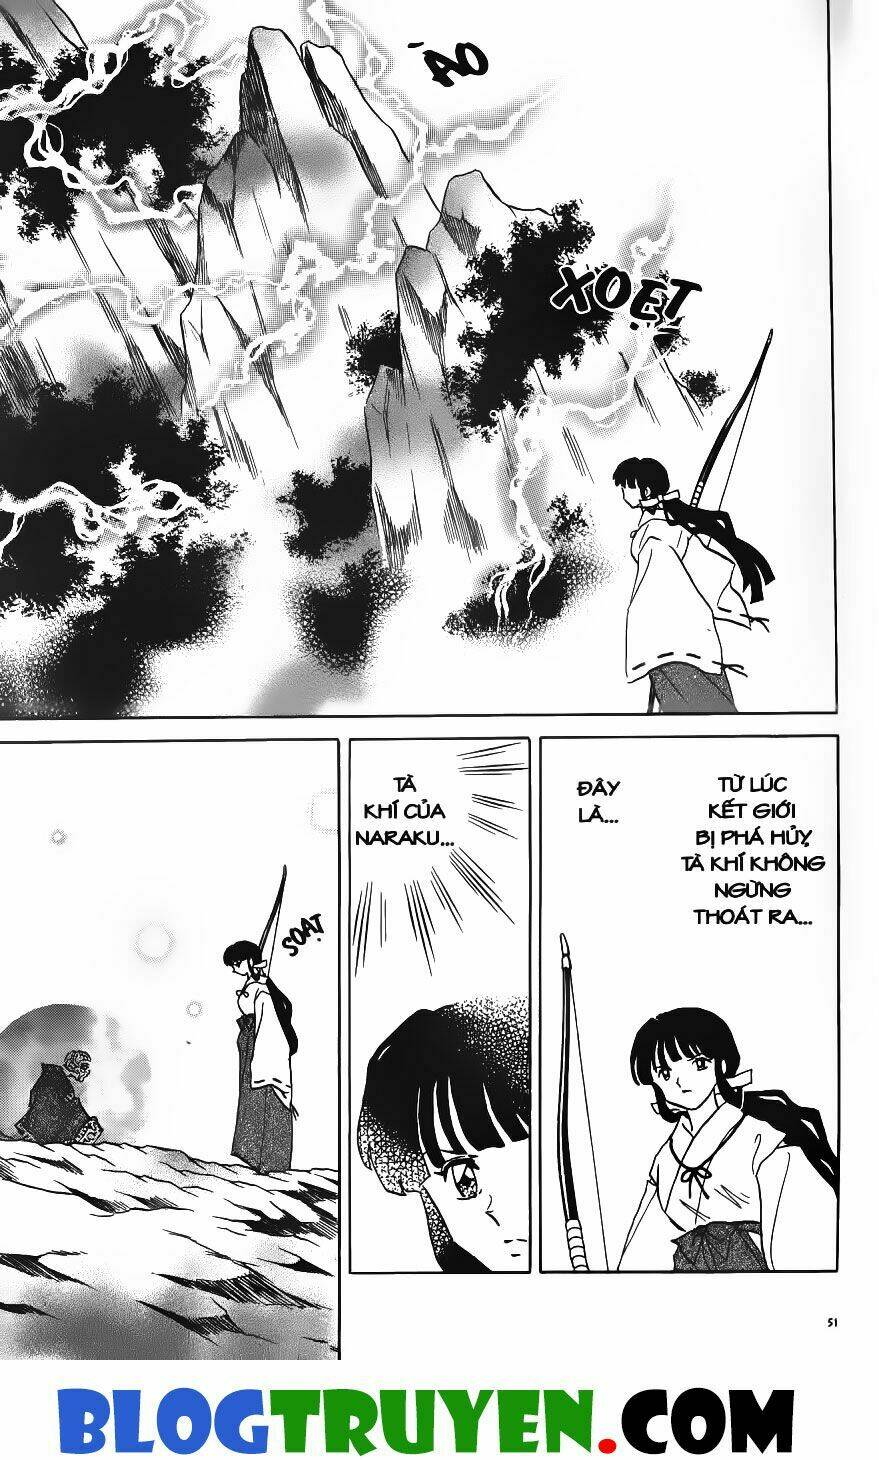 ÀO
XOẸT
TỪ LÚC
KẾT GIỚI
BỊ PHÁ HỦY,
TÀ KHÍ KHÔNG
NGỪNG
THOÁT RA...
ĐÂY
LÀ...
TÀ
KHÍ CỦA
NARAKU...
SOẠT
51
BLOGTRUYEN.COM